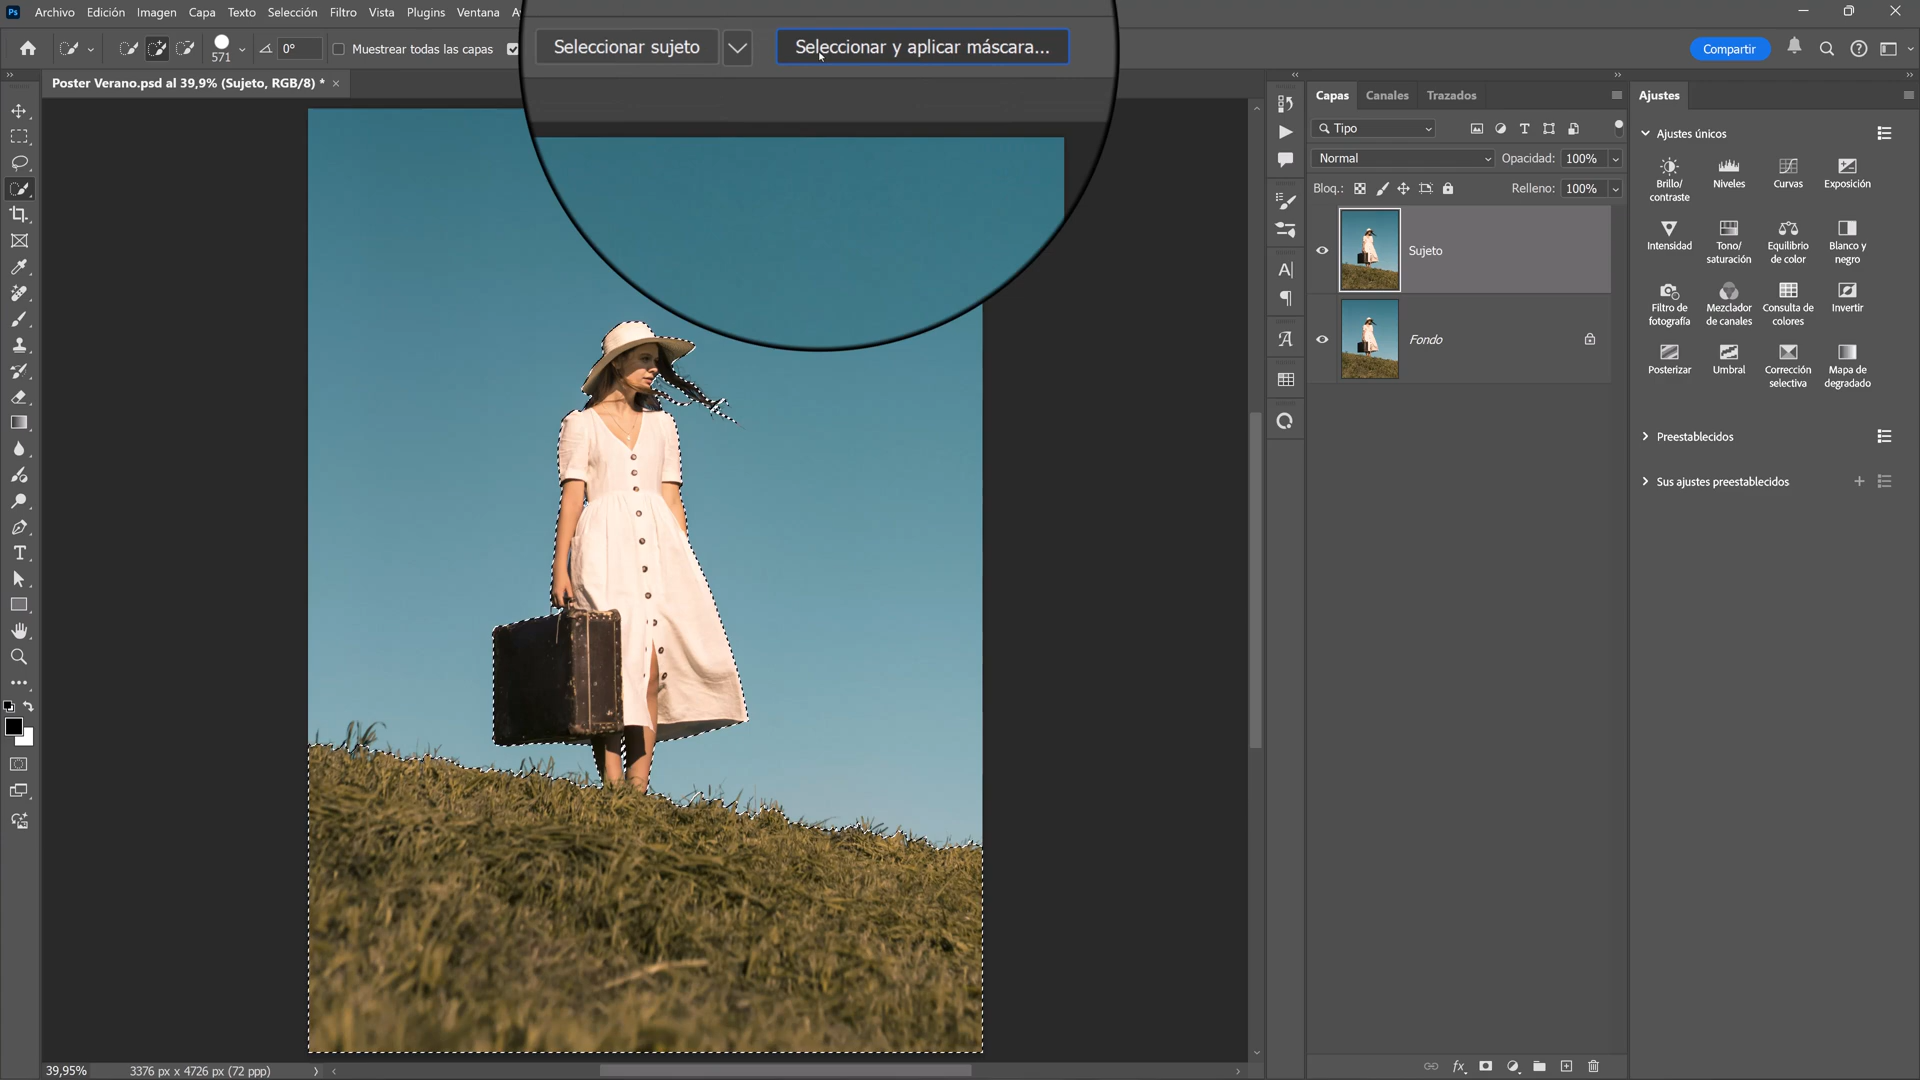 Ps Archivo Edición Imagen Capa Texto Selección Filtro Vista Plugins Ventana
571 0° Muestrear todas las capas Seleccionar sujeto Seleccionar y aplicar máscara... Compartir
Poster Verano.psd al 39,9% (Sujeto, RGB/8) * ×
Capas Canales Trazados
Tipo
Normal Opacidad: 100%
Bloq.: Relleno: 100%
Sujeto
Fondo
Ajustes
Ajustes únicos
Brillo/
contraste
Niveles
Curvas
Exposición
Intensidad
Tono/
saturación
Equilibrio
de color
Blanco y
negro
Filtro de
fotografía
Mezclador
de canales
Consulta de
colores
Invertir
Posterizar
Umbral
Corrección
selectiva
Mapa de
degradado
Preestablecidos
Sus ajustes preestablecidos
39,95% 3376 px x 4726 px (72 ppp)